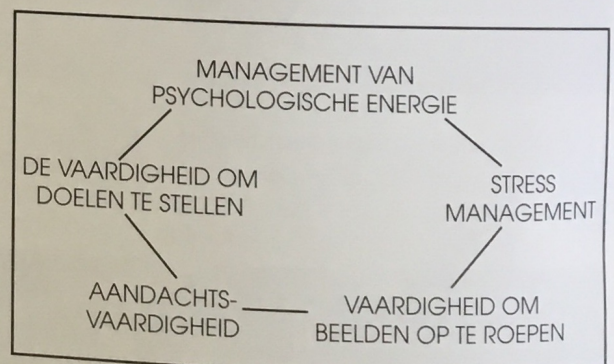 MANAGEMENT VAN
PSYCHOLOGISCHE ENERGIE
DE VAARDIGHEID OM
DOELEN TE STELLEN
STRESS
MANAGEMENT
AANDACHTS-
VAARDIGHEID
VAARDIGHEID OM
BEELDEN OP TE ROEPEN